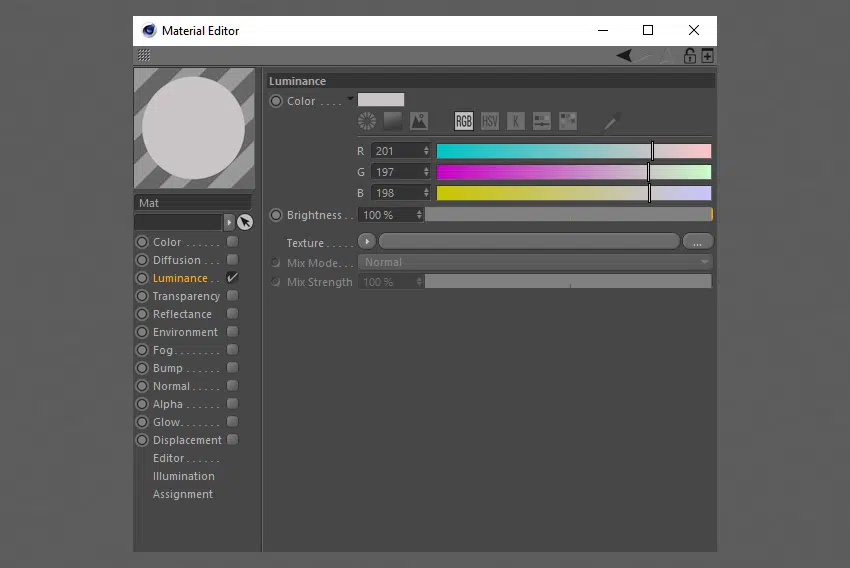 Material Editor
Luminance
Color ....
RGB HSV K
R 201
G 197
B 198
Mat
Brightness .. 100 %
Texture ..... ...
Mix Mode... Normal
Mix Strength 100 %
Color ......
Diffusion ...
Luminance ..
Transparency
Reflectance
Environment
Fog ........
Bump ......
Normal .....
Alpha ......
Glow.......
Displacement
Editor ......
Illumination
Assignment